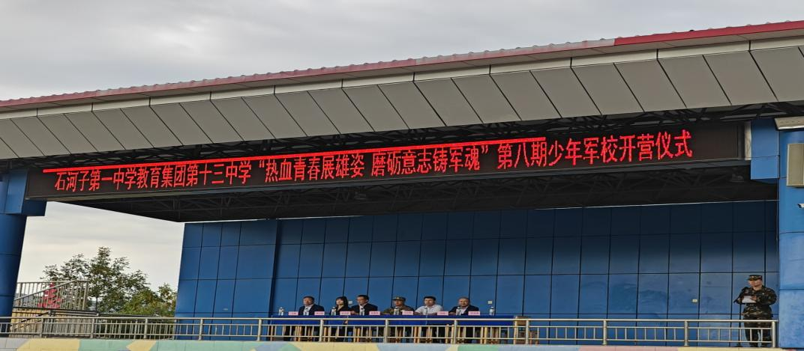 石河子第一中学教育集团第十三中学“热血青春展雄姿 磨砺意志铸军魂”第八期少年军校开营仪式